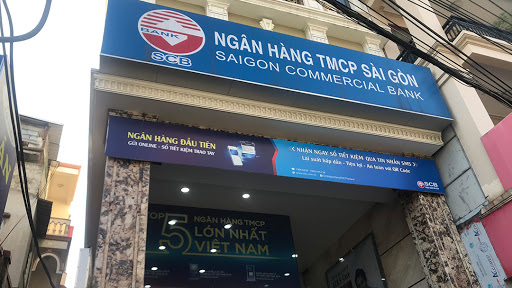 BANK
SCB
NGÂN HÀNG TMCP SÀI GÒN
SAIGON COMMERCIAL BANK
NGÂN HÀNG ĐẦU TIÊN
GỬI ONLINE - SỔ TIẾT KIỆM TRAO TAY
NHẬN NGAY SỔ TIẾT KIỆM QUA TIN NHẮN SMS
Lãi suất hấp dẫn - Tiện lợi - An toàn với QR Code
SCB
TOP
5 NGÂN HÀNG TMCP
LỚN NHẤT
VIỆT NAM